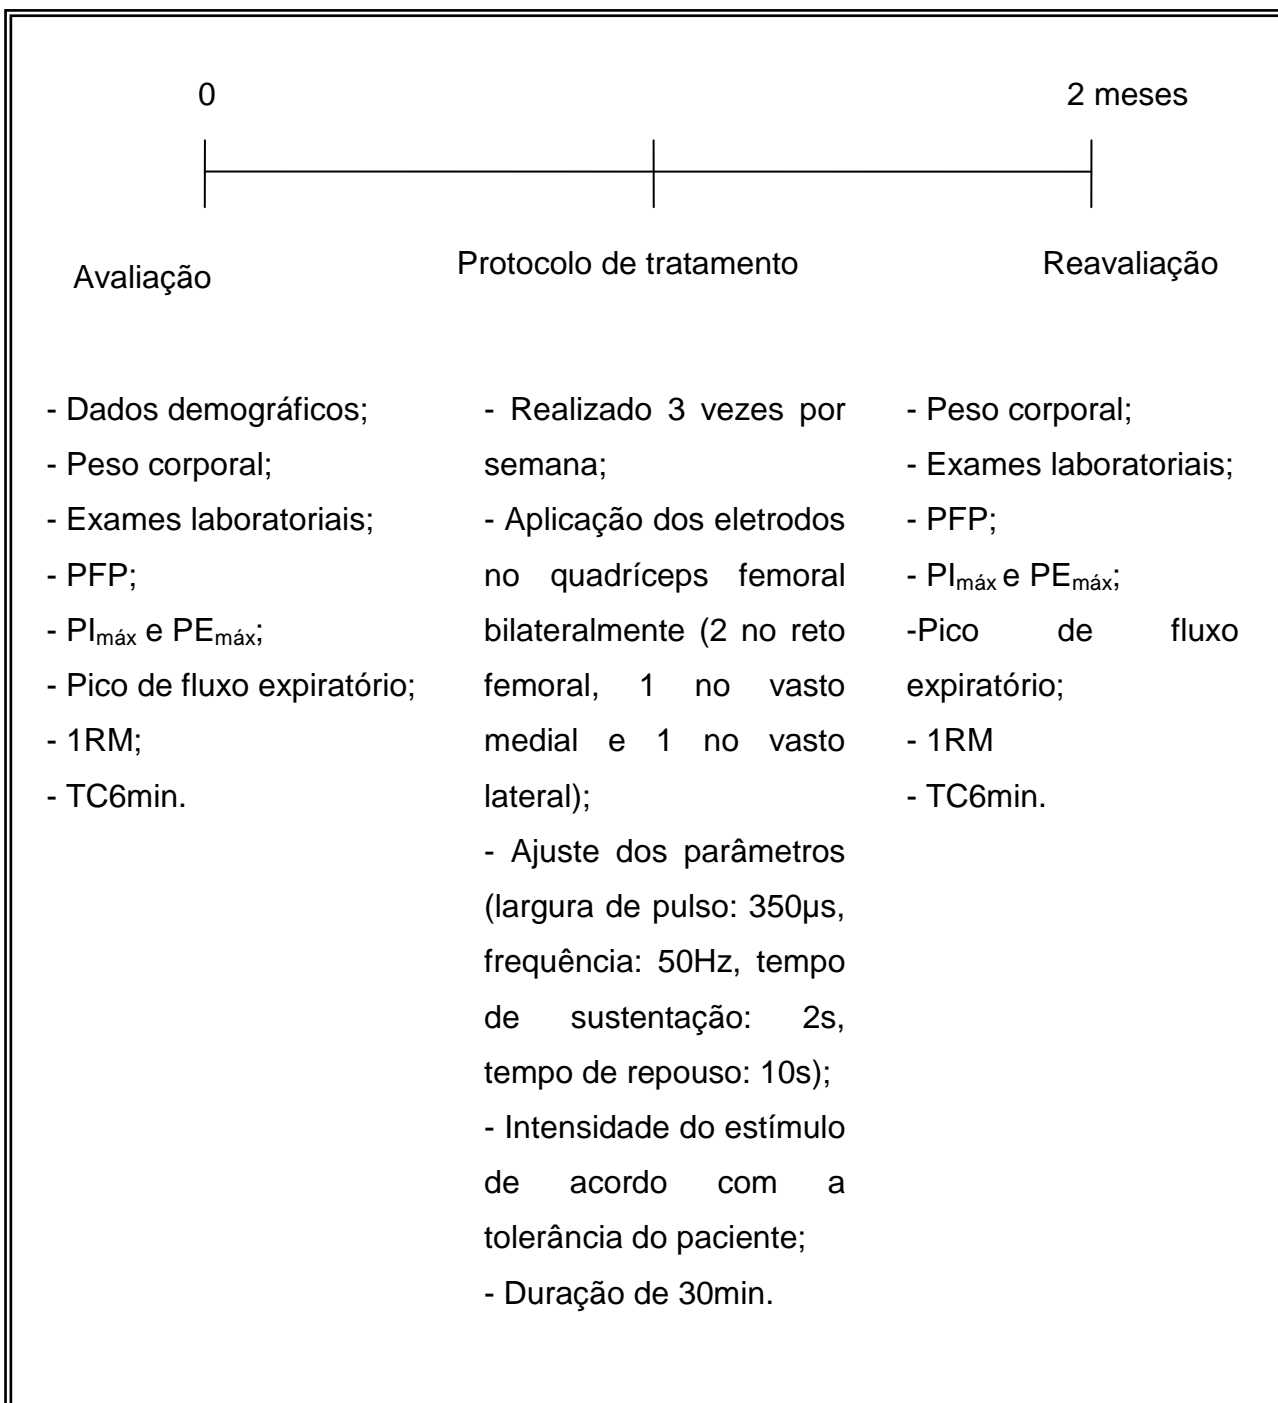 0
2 meses
Avaliação
Protocolo de tratamento
Reavaliação
- Dados demográficos;
- Peso corporal;
- Exames laboratoriais;
- PFP;
- PImáx e PEmáx;
- Pico de fluxo expiratório;
- 1RM;
- TC6min.
- Realizado 3 vezes por
semana;
- Aplicação dos eletrodos
no quadríceps femoral
bilateralmente (2 no reto
femoral, 1 no vasto
medial e 1 no vasto
lateral);
- Ajuste dos parâmetros
(largura de pulso: 350µs,
frequência: 50Hz, tempo
de sustentação: 2s,
tempo de repouso: 10s);
- Intensidade do estímulo
de acordo com a
tolerância do paciente;
- Duração de 30min.
- Peso corporal;
- Exames laboratoriais;
- PFP;
- PImáx e PEmáx;
-Pico de fluxo
expiratório;
- 1RM
- TC6min.